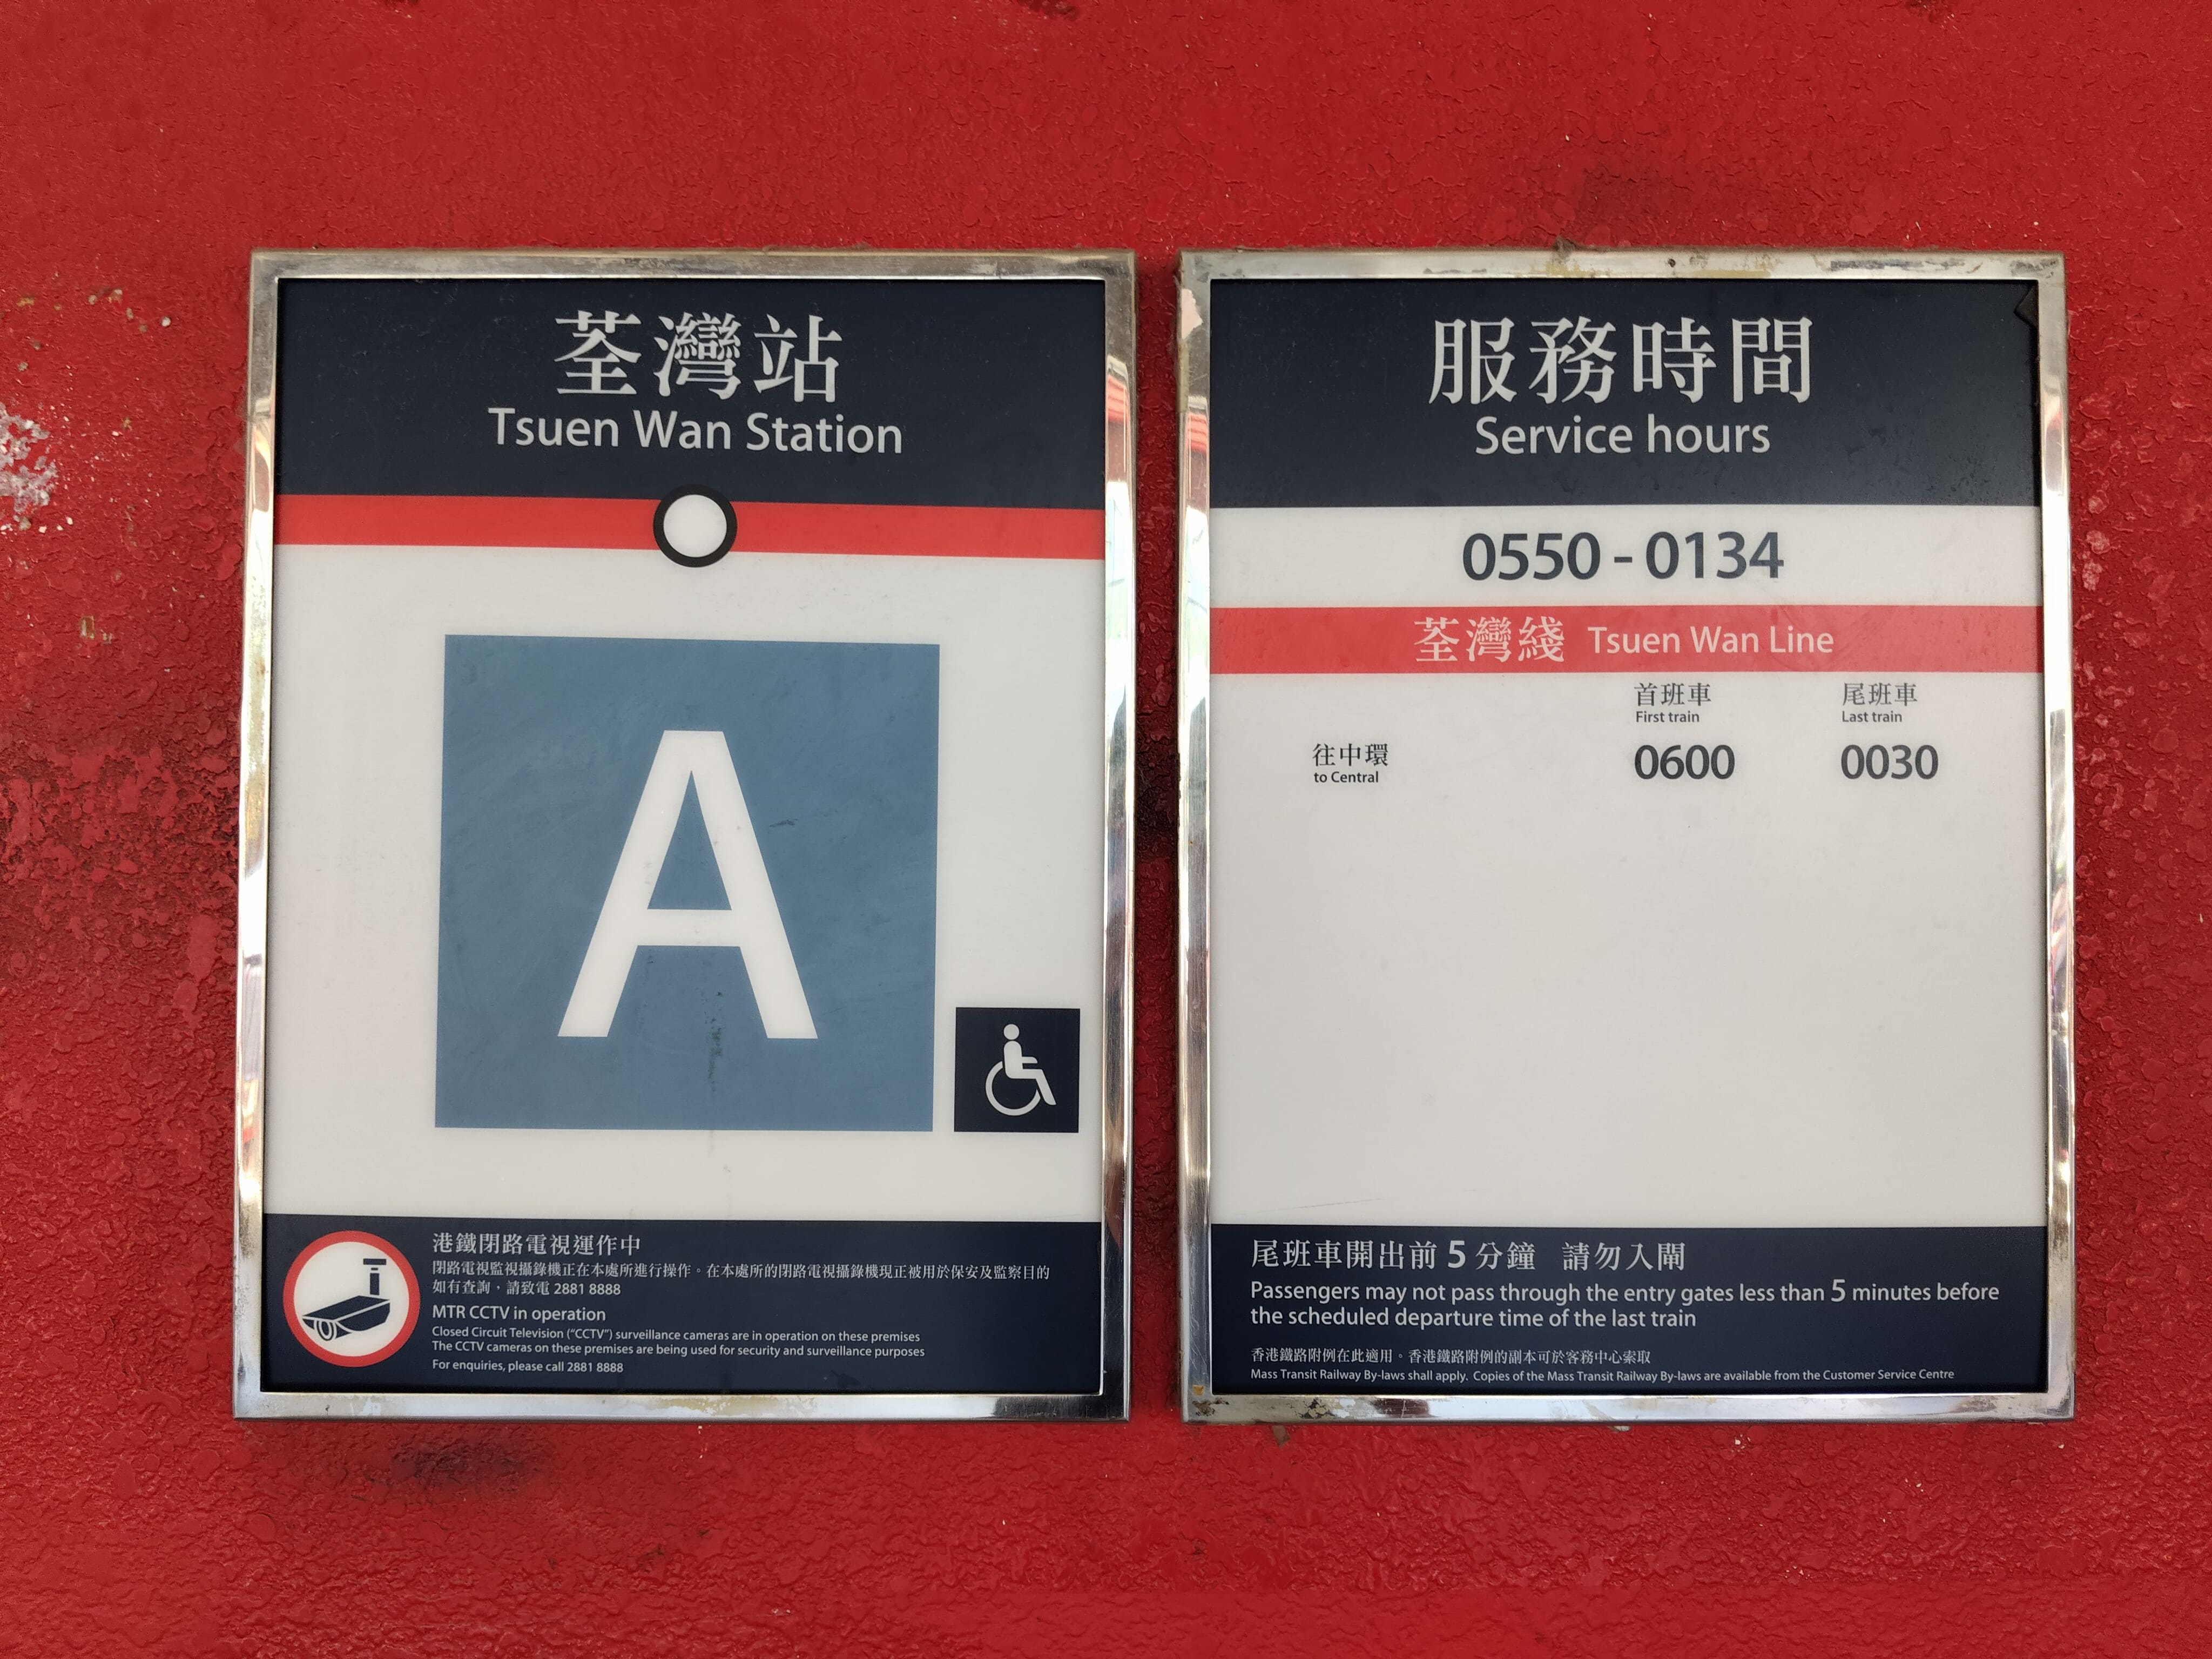 荃灣站
Tsuen Wan Station
A
港鐵閉路電視運作中
閉路電視監視攝錄機正在本處所進行操作。在本處所的閉路電視攝錄機現正被用於保安及監察目的
如有查詢，請致電 2881 8888
MTR CCTV in operation
Closed Circuit Television (“CCTV”) surveillance cameras are in operation on these premises
The CCTV cameras on these premises are being used for security and surveillance purposes
For enquiries, please call 2881 8888
服務時間
Service hours
0550 - 0134
荃灣綫 Tsuen Wan Line
首班車 尾班車
First train Last train
往中環 0600 0030
to Central
尾班車開出前 5 分鐘 請勿入閘
Passengers may not pass through the entry gates less than 5 minutes before
the scheduled departure time of the last train
香港鐵路附例在此適用。香港鐵路附例的副本可於客務中心索取
Mass Transit Railway By-laws shall apply. Copies of the Mass Transit Railway By-laws are available from the Customer Service Centre